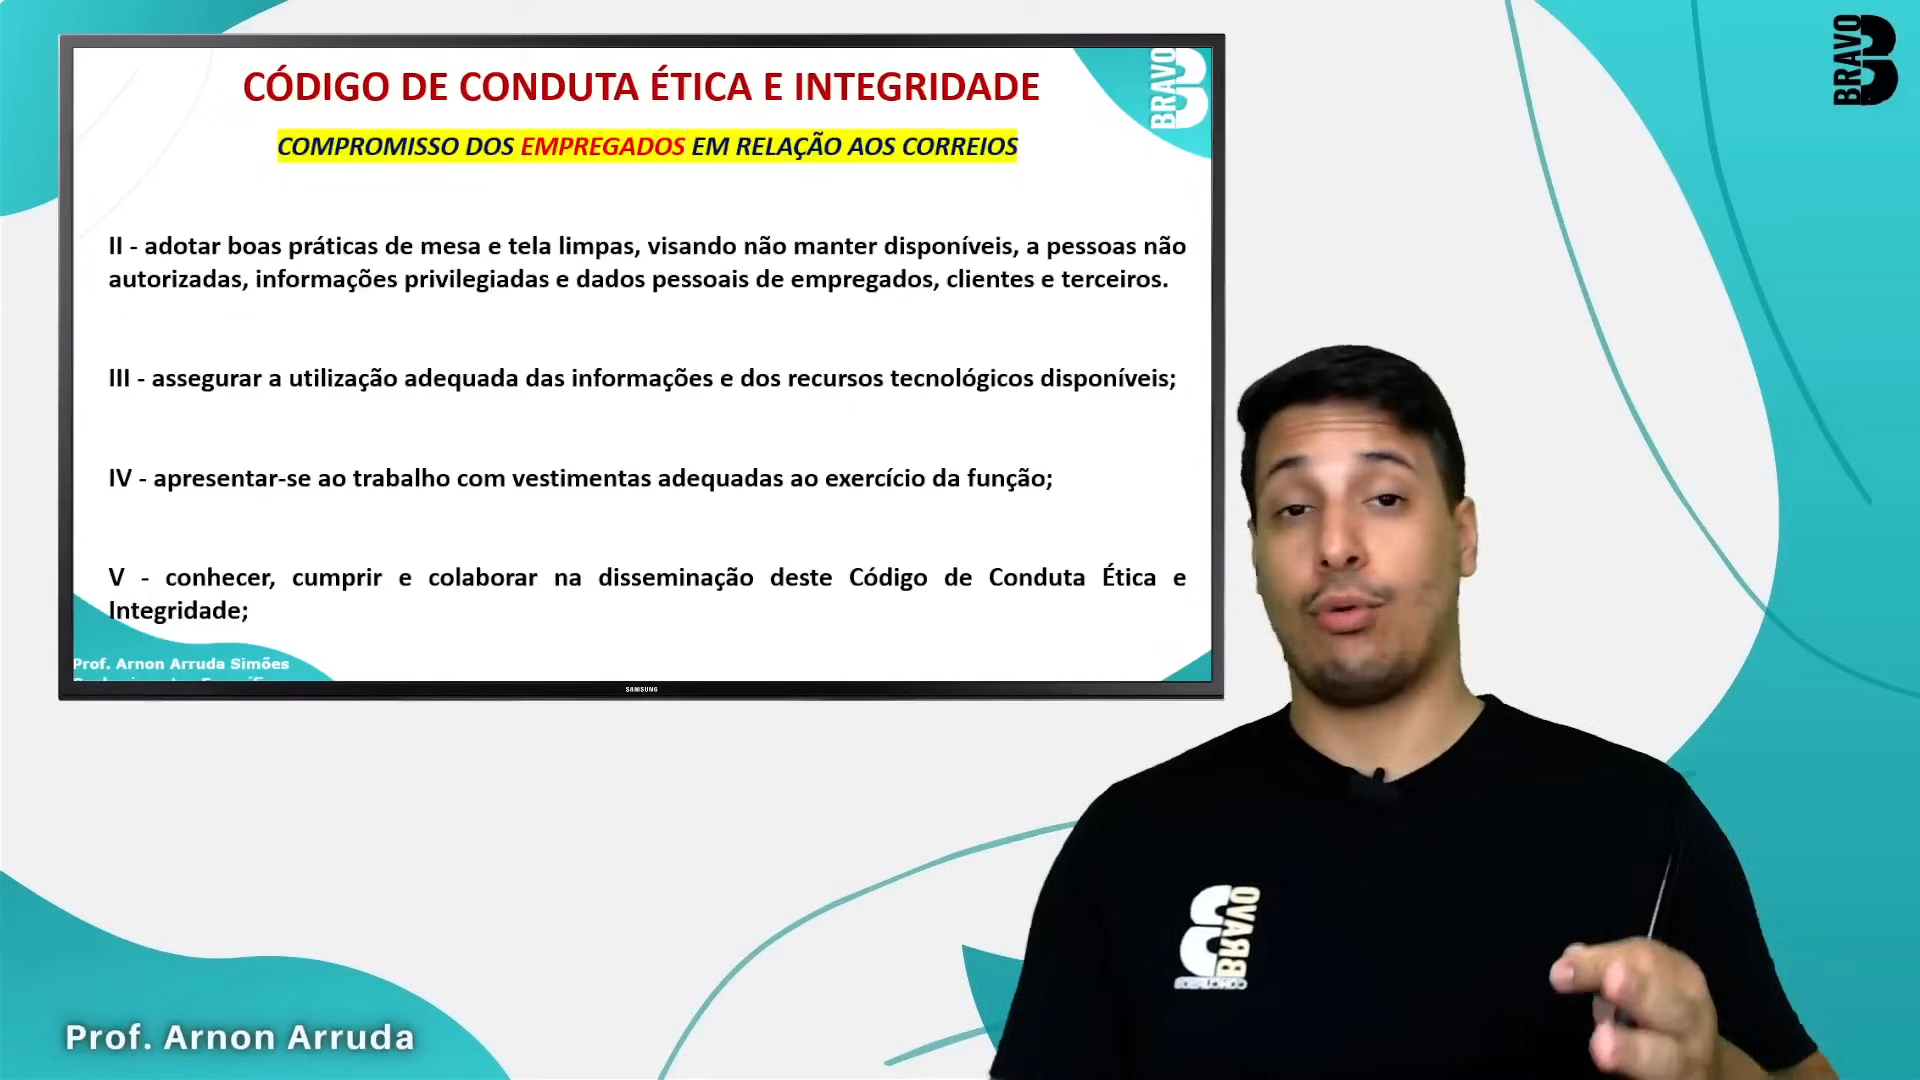 BRAVO
BRAVO
CÓDIGO DE CONDUTA ÉTICA E INTEGRIDADE
COMPROMISSO DOS EMPREGADOS EM RELAÇÃO AOS CORREIOS
II - adotar boas práticas de mesa e tela limpas, visando não manter disponíveis, a pessoas não
autorizadas, informações privilegiadas e dados pessoais de empregados, clientes e terceiros.
III - assegurar a utilização adequada das informações e dos recursos tecnológicos disponíveis;
IV - apresentar-se ao trabalho com vestimentas adequadas ao exercício da função;
V - conhecer, cumprir e colaborar na disseminação deste Código de Conduta Ética e
Integridade;
Prof. Arnon Arruda Simões
SAMSUNG
BRAVO
CONCURSOS
Prof. Arnon Arruda